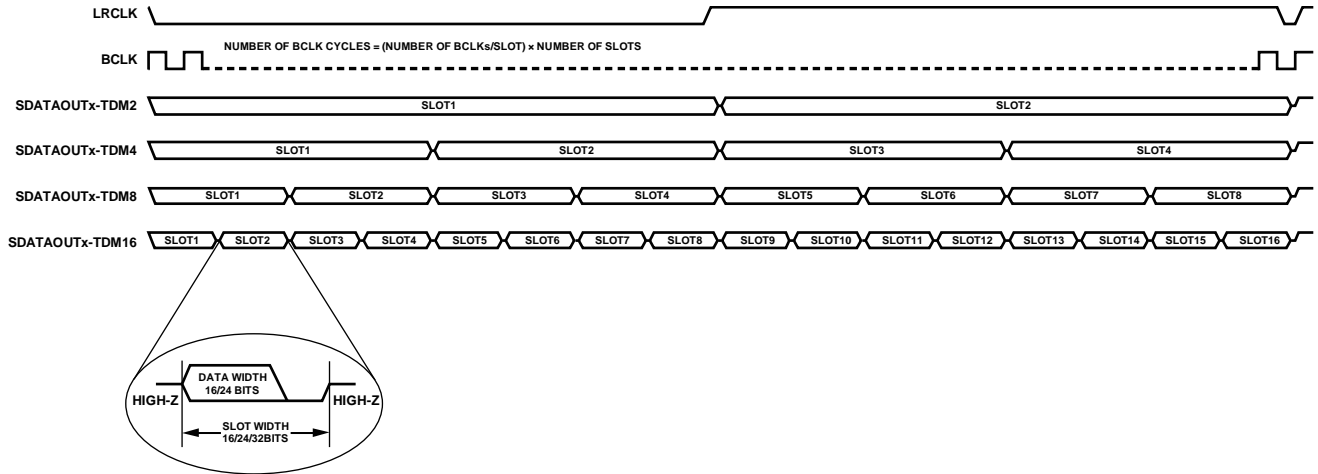 LRCLK
BCLK
NUMBER OF BCLK CYCLES = (NUMBER OF BCLKs/SLOT) × NUMBER OF SLOTS
SDATAOUTx-TDM2
SLOT1
SLOT2
SDATAOUTx-TDM4
SLOT1
SLOT2
SLOT3
SLOT4
SDATAOUTx-TDM8
SLOT1
SLOT2
SLOT3
SLOT4
SLOT5
SLOT6
SLOT7
SLOT8
SDATAOUTx-TDM16
SLOT1
SLOT2
SLOT3
SLOT4
SLOT5
SLOT6
SLOT7
SLOT8
SLOT9
SLOT10
SLOT11
SLOT12
SLOT13
SLOT14
SLOT15
SLOT16
DATA WIDTH
16/24 BITS
HIGH-Z
HIGH-Z
SLOT WIDTH
16/24/32BITS